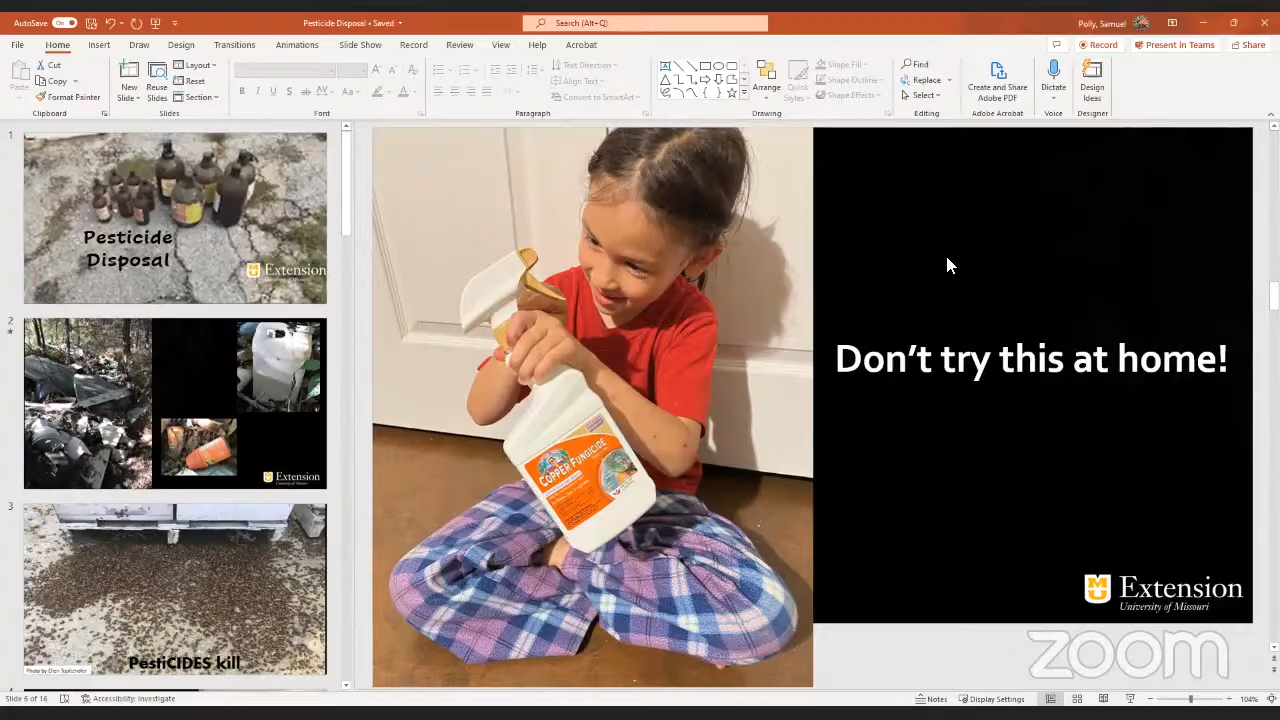 AutoSave On
Pesticide Disposal • Saved
Search (Alt+Q)
Polly, Samuel
File Home Insert Draw Design Transitions Animations Slide Show Record Review View Help Acrobat
Record Present in Teams Share
Paste
Cut
Copy
Format Painter
Clipboard
New Slide
Reuse Slides
Layout
Reset
Section
Slides
Font
Text Direction
Align Text
Convert to SmartArt
Paragraph
Arrange
Quick Styles
Shape Fill
Shape Outline
Shape Effects
Drawing
Find
Replace
Select
Editing
Create and Share Adobe PDF
Adobe Acrobat
Dictate
Voice
Design Ideas
Designer
1
Pesticide
Disposal
Extension
2
Extension
3
PestiCIDES kill
COPPER FUNGICIDE
Don't try this at home!
Extension
University of Missouri
zoom
Slide 6 of 16
Accessibility: Investigate
Notes
Display Settings
104%